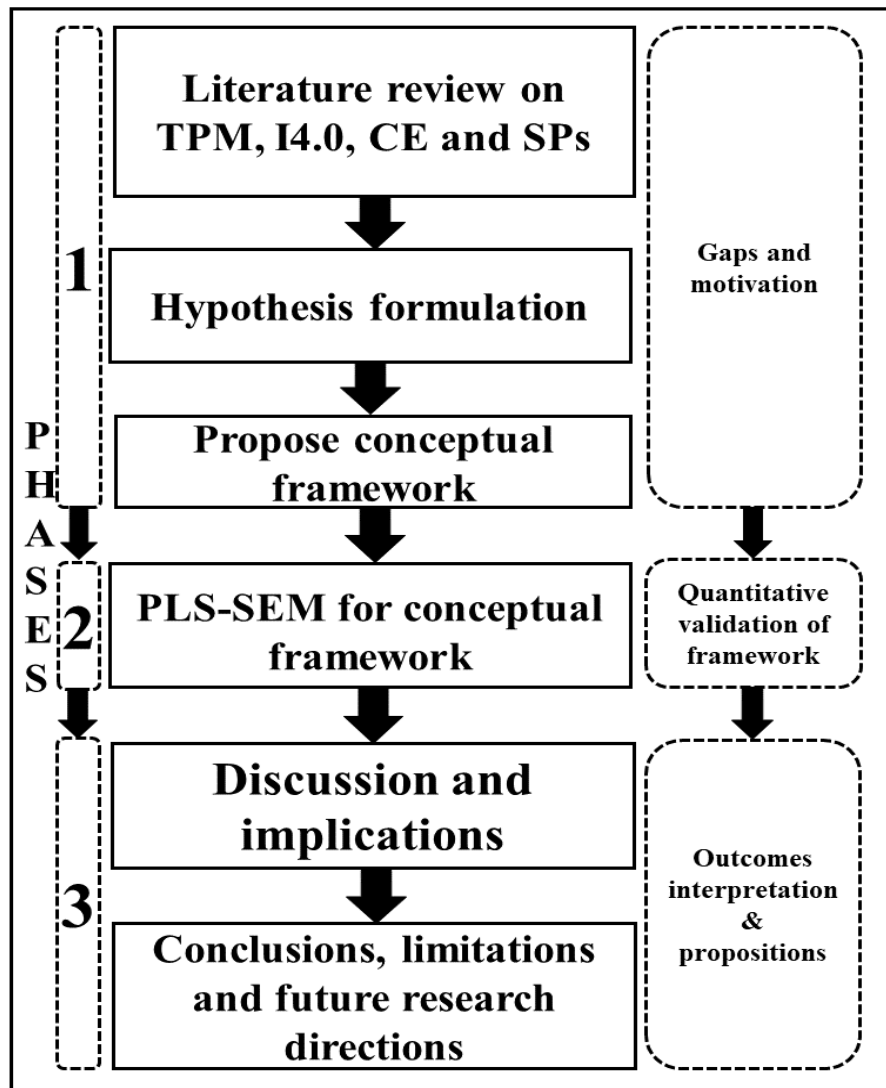 PHASES
1
Literature review on
TPM, I4.0, CE and SPs
Hypothesis formulation
Propose conceptual
framework
Gaps and
motivation
2
PLS-SEM for conceptual
framework
Quantitative
validation of
framework
3
Discussion and
implications
Conclusions, limitations
and future research
directions
Outcomes
interpretation
&
propositions